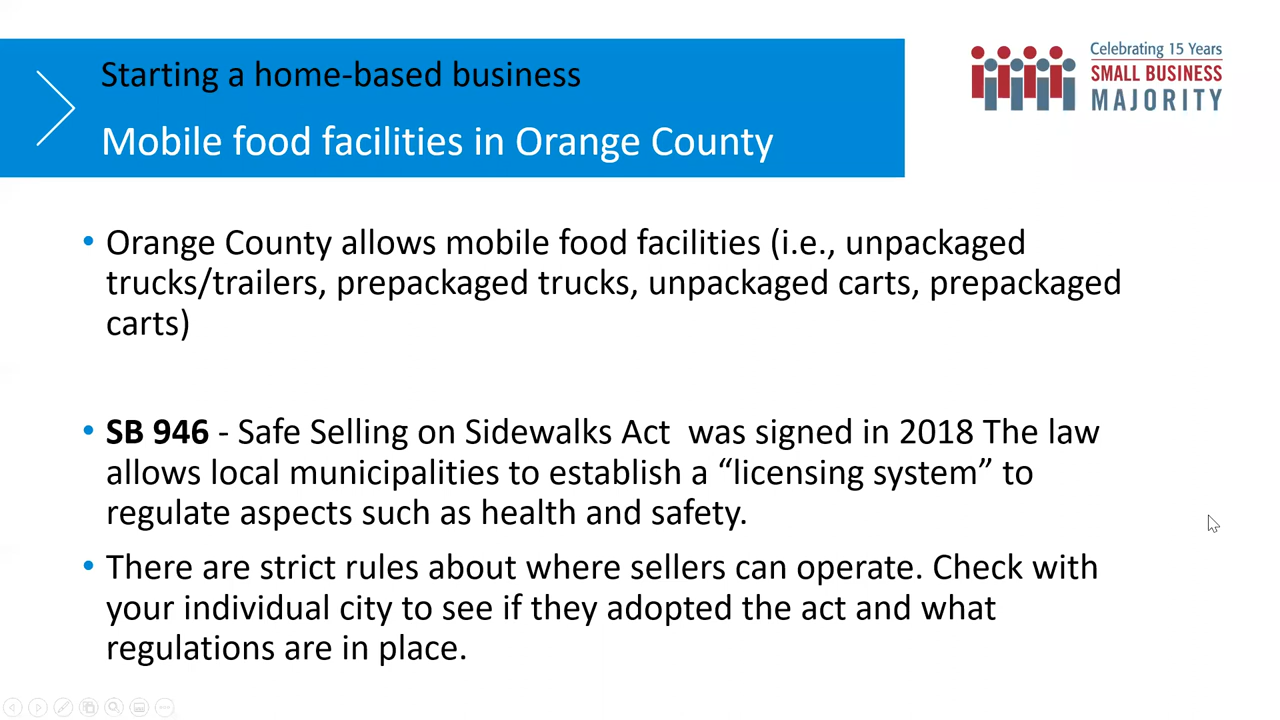 Starting a home-based business
Mobile food facilities in Orange County
Celebrating 15 Years
SMALL BUSINESS
MAJORITY
• Orange County allows mobile food facilities (i.e., unpackaged
trucks/trailers, prepackaged trucks, unpackaged carts, prepackaged
carts)
• SB 946 - Safe Selling on Sidewalks Act  was signed in 2018 The law
allows local municipalities to establish a “licensing system” to
regulate aspects such as health and safety.
• There are strict rules about where sellers can operate. Check with
your individual city to see if they adopted the act and what
regulations are in place.